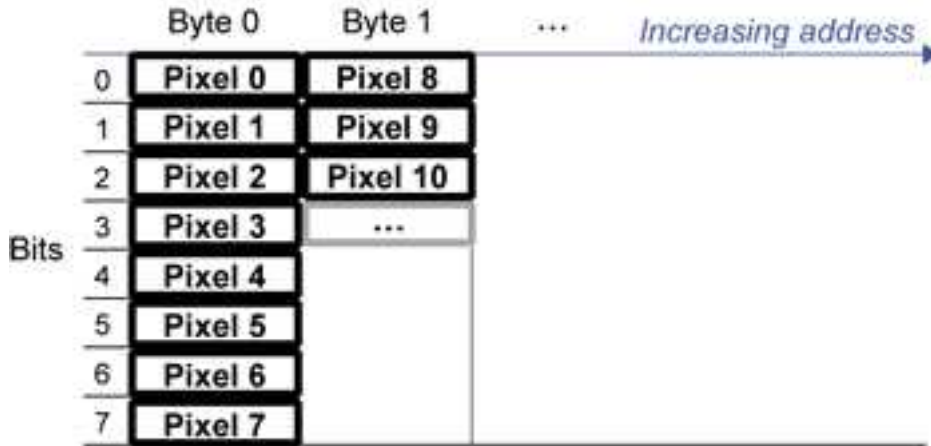 Byte 0 Byte 1 ... Increasing address
0 Pixel 0 Pixel 8
1 Pixel 1 Pixel 9
2 Pixel 2 Pixel 10
3 Pixel 3 ...
Bits
4 Pixel 4
5 Pixel 5
6 Pixel 6
7 Pixel 7